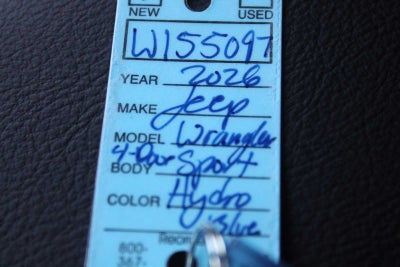 NEW USED
W155097
YEAR 2026
MAKE Jeep
MODEL Wrangler
4-Door
BODY Sport
COLOR Hydro
Blue
800-
367-